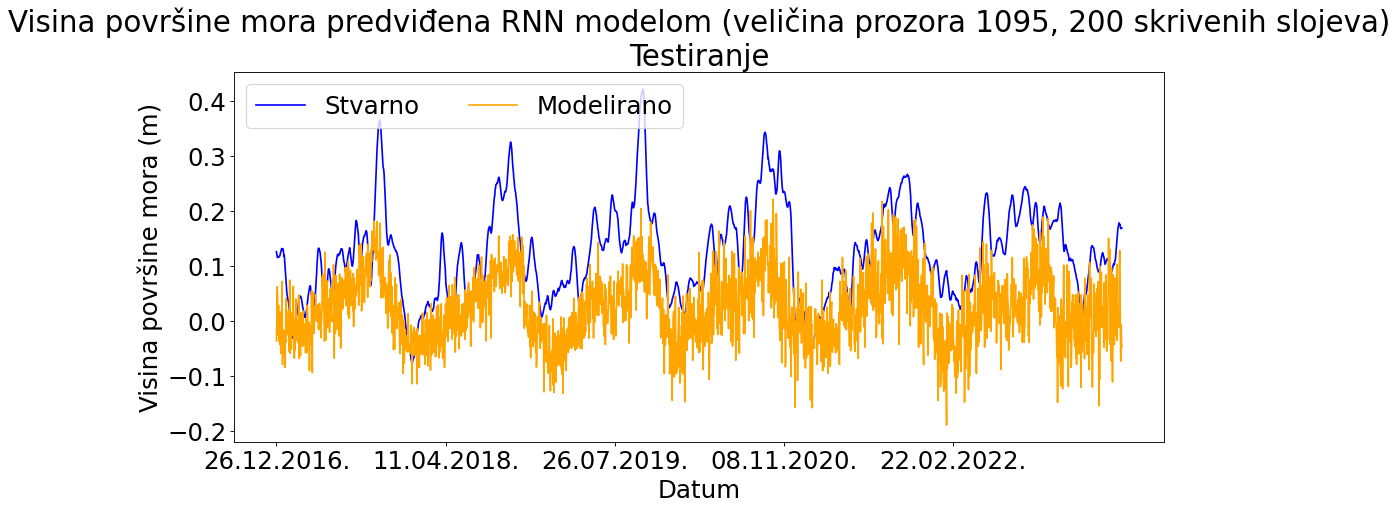 Visina površine mora predviđena RNN modelom (veličina prozora 1095, 200 skrivenih slojeva)
Testiranje
Stvarno Modelirano
Visina površine mora (m)
0.4
0.3
0.2
0.1
0.0
−0.1
−0.2
26.12.2016. 11.04.2018. 26.07.2019. 08.11.2020. 22.02.2022.
Datum